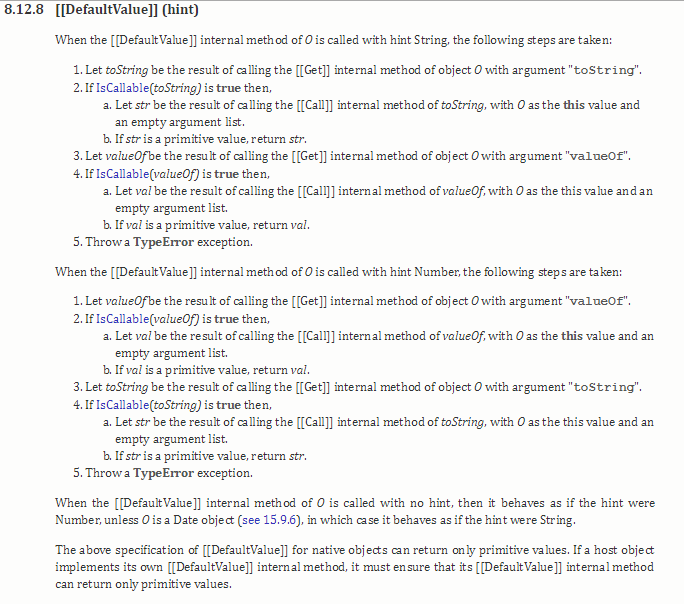 8.12.8 [[DefaultValue]] (hint)
When the [[DefaultValue]] internal method of O is called with hint String, the following steps are taken:
1. Let toString be the result of calling the [[Get]] internal method of object O with argument "toString".
2. If IsCallable(toString) is true then,
a. Let str be the result of calling the [[Call]] internal method of toString, with O as the this value and
an empty argument list.
b. If str is a primitive value, return str.
3. Let valueOf be the result of calling the [[Get]] internal method of object O with argument "valueOf".
4. If IsCallable(valueOf) is true then,
a. Let val be the result of calling the [[Call]] internal method of valueOf, with O as the this value and an
empty argument list.
b. If val is a primitive value, return val.
5. Throw a TypeError exception.
When the [[DefaultValue]] internal method of O is called with hint Number, the following steps are taken:
1. Let valueOf be the result of calling the [[Get]] internal method of object O with argument "valueOf".
2. If IsCallable(valueOf) is true then,
a. Let val be the result of calling the [[Call]] internal method of valueOf, with O as the this value and an
empty argument list.
b. If val is a primitive value, return val.
3. Let toString be the result of calling the [[Get]] internal method of object O with argument "toString".
4. If IsCallable(toString) is true then,
a. Let str be the result of calling the [[Call]] internal method of toString, with O as the this value and an
empty argument list.
b. If str is a primitive value, return str.
5. Throw a TypeError exception.
When the [[DefaultValue]] internal method of O is called with no hint, then it behaves as if the hint were
Number, unless O is a Date object (see 15.9.6), in which case it behaves as if the hint were String.
The above specification of [[DefaultValue]] for native objects can return only primitive values. If a host object
implements its own [[DefaultValue]] internal method, it must ensure that its [[DefaultValue]] internal method
can return only primitive values.